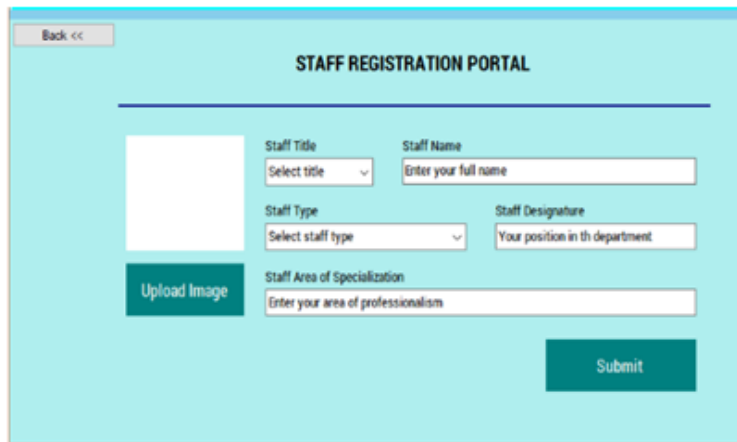 Back <<
STAFF REGISTRATION PORTAL
Staff Title Staff Name
Select title Enter your full name
Staff Type Staff Designature
Select staff type Your position in th department
Upload Image
Staff Area of Specialization
Enter your area of professionalism
Submit